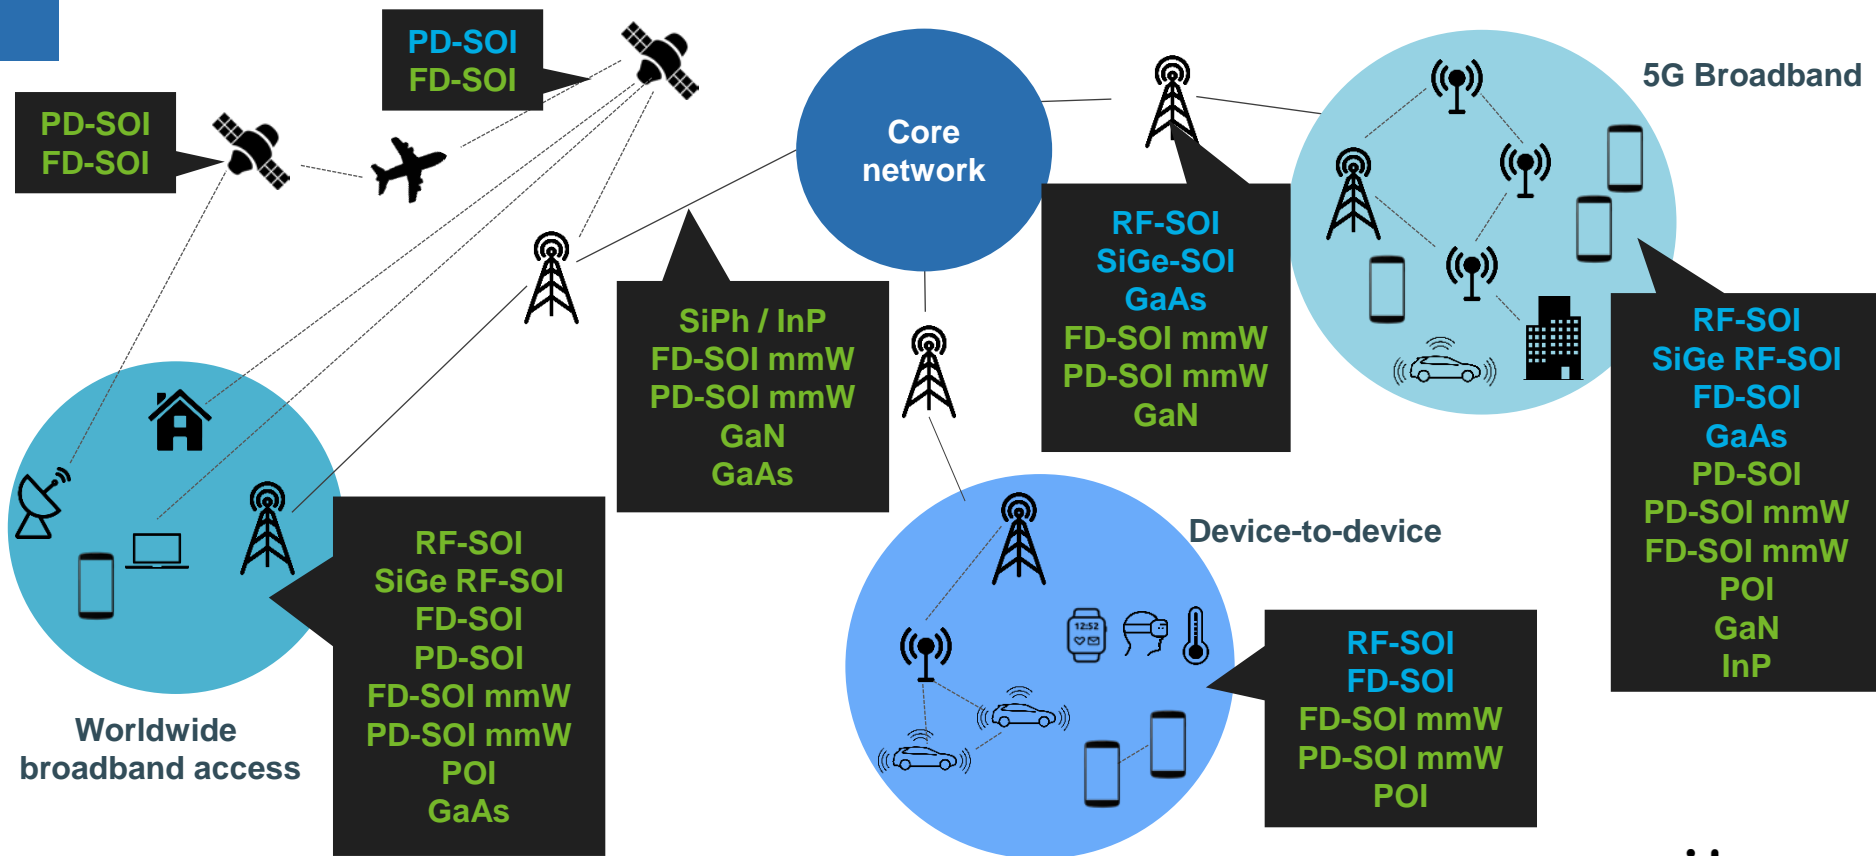 PD-SOI
FD-SOI
PD-SOI
FD-SOI
Core
network
5G Broadband
RF-SOI
SiGe-SOI
GaAs
FD-SOI mmW
PD-SOI mmW
GaN
SiPh / InP
FD-SOI mmW
PD-SOI mmW
GaN
GaAs
RF-SOI
SiGe RF-SOI
FD-SOI
GaAs
PD-SOI
PD-SOI mmW
FD-SOI mmW
POI
GaN
InP
Device-to-device
12:52
RF-SOI
FD-SOI
FD-SOI mmW
PD-SOI mmW
POI
RF-SOI
SiGe RF-SOI
FD-SOI
PD-SOI
FD-SOI mmW
PD-SOI mmW
POI
GaAs
Worldwide
broadband access